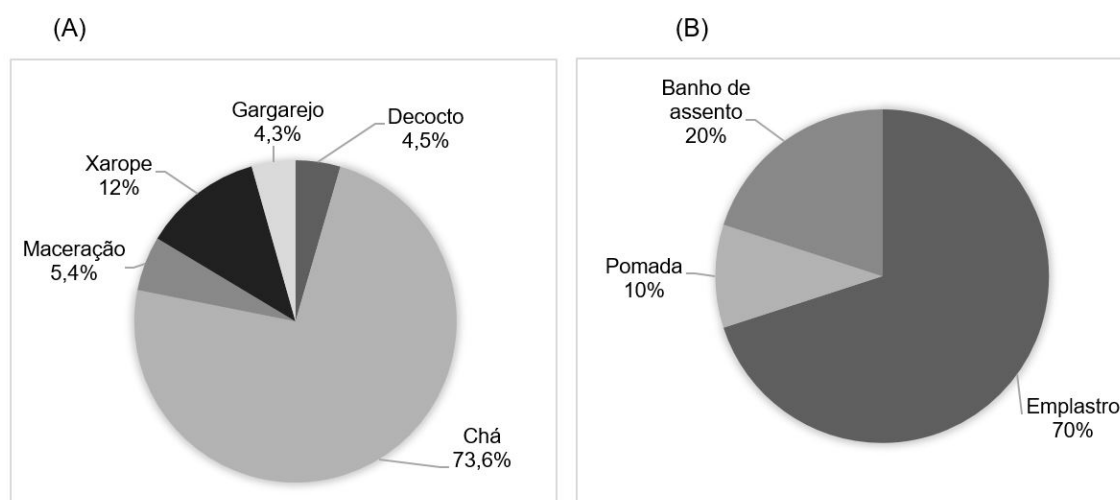 (A)
Gargarejo
4,3%
Decocto
4,5%
Xarope
12%
Maceração
5,4%
Chá
73,6%
(B)
Banho de
assento
20%
Pomada
10%
Emplastro
70%